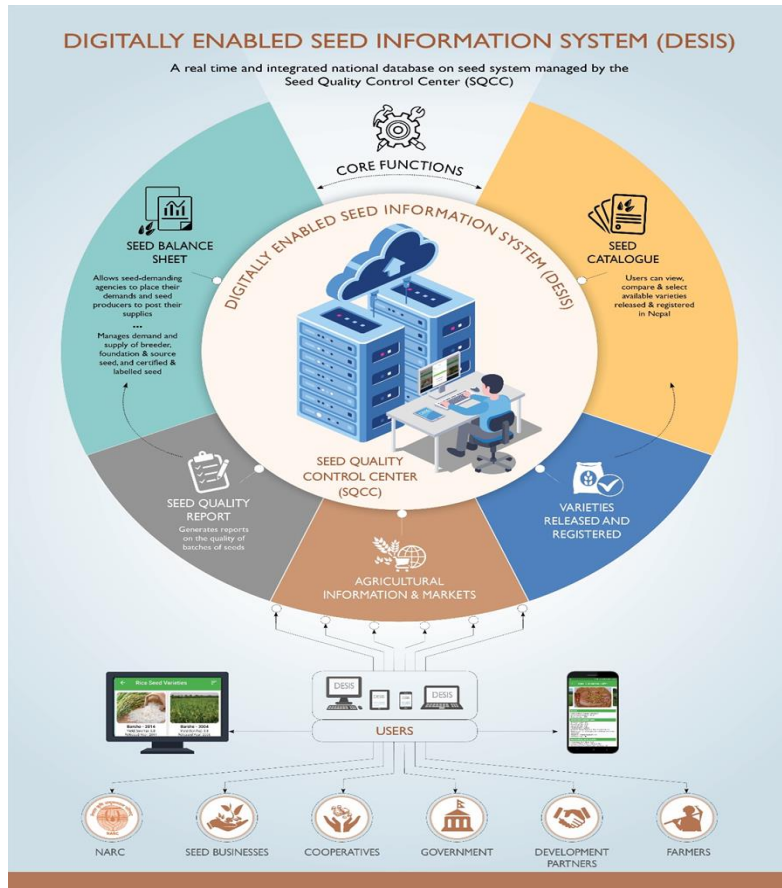 DIGITALLY ENABLED SEED INFORMATION SYSTEM (DESIS)
A real time and integrated national database on seed system managed by the
Seed Quality Control Center (SQCC)
CORE FUNCTIONS
DIGITALLY ENABLED SEED INFORMATION SYSTEM (DESIS)
SEED BALANCE
SHEET
Allows seed-demanding
agencies to place their
demands and seed
producers to post their
supplies
...
Manages demand and
supply of breeder,
foundation & source
seed, and certified &
labelled seed
SEED
CATALOGUE
Users can view,
compare & select
available varieties
released & registered
in Nepal
SEED QUALITY
CONTROL CENTER
(SQCC)
SEED QUALITY
REPORT
Generates reports
on the quality of
batches of seeds
VARIETIES
RELEASED AND
REGISTERED
AGRICULTURAL
INFORMATION & MARKETS
Rice Seed Varieties
Barkhe - 2014
Barkhe - 3004
DESIS
DESIS
USERS
NARC
NARC
SEED BUSINESSES
COOPERATIVES
GOVERNMENT
DEVELOPMENT
PARTNERS
FARMERS